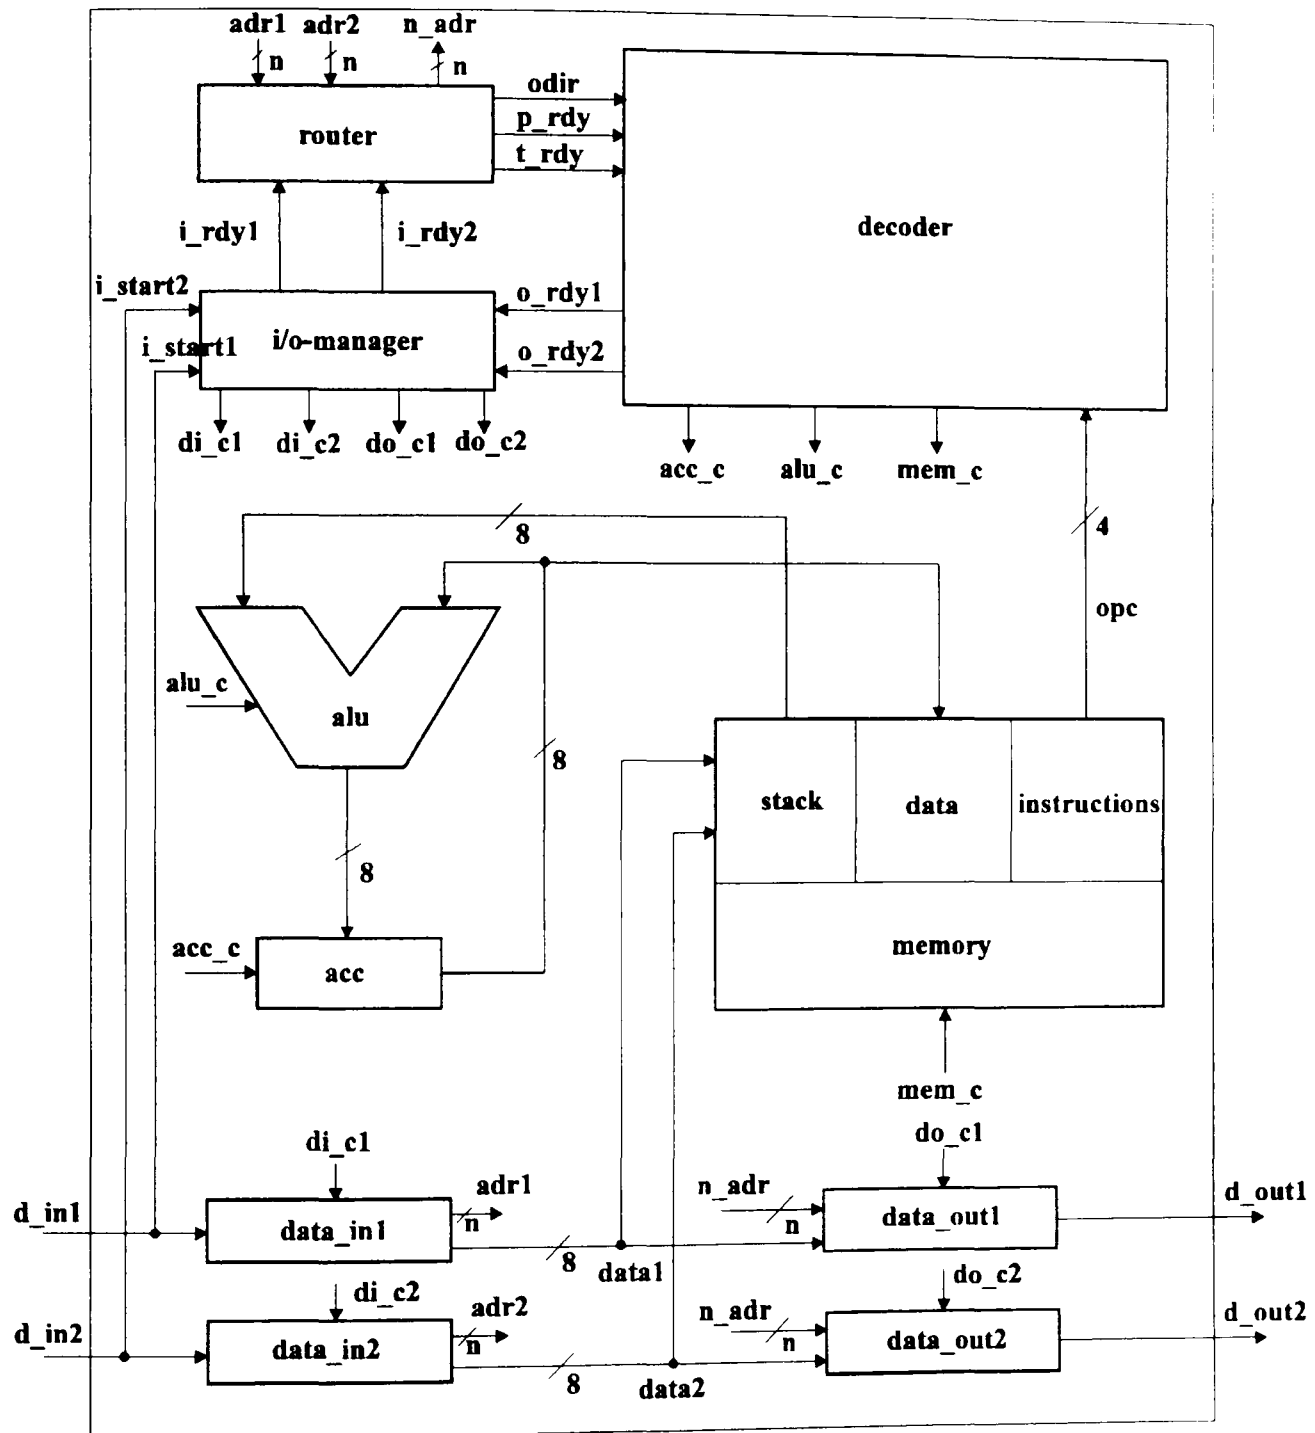 adr1 adr2 n_adr
n n n
router
odir
p_rdy
t_rdy
decoder
i_rdy1 i_rdy2
i_start2
i_start1
i/o-manager
o_rdy1
o_rdy2
di_c1 di_c2 do_c1 do_c2
acc_c alu_c mem_c
8
4
opc
alu_c
alu
8
8
stack data instructions
memory
acc_c
acc
mem_c
do_c1
di_c1
d_in1
data_in1
adr1
n
8
data1
n_adr
n
data_out1
d_out1
di_c2
do_c2
d_in2
data_in2
adr2
n
8
data2
n_adr
n
data_out2
d_out2